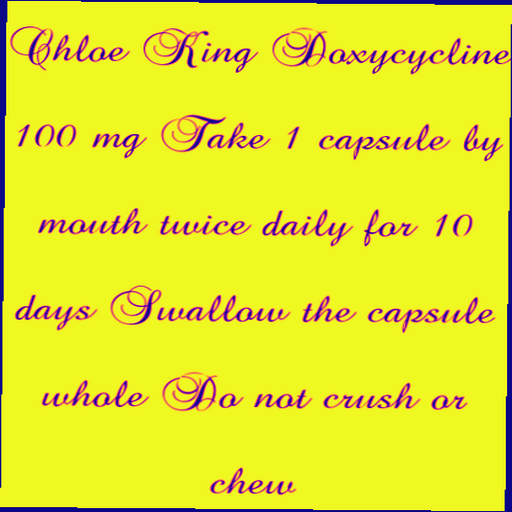 Chloe King Doxycycline
100 mg Take 1 capsule by
mouth twice daily for 10
days Swallow the capsule
whole Do not crush or
chew